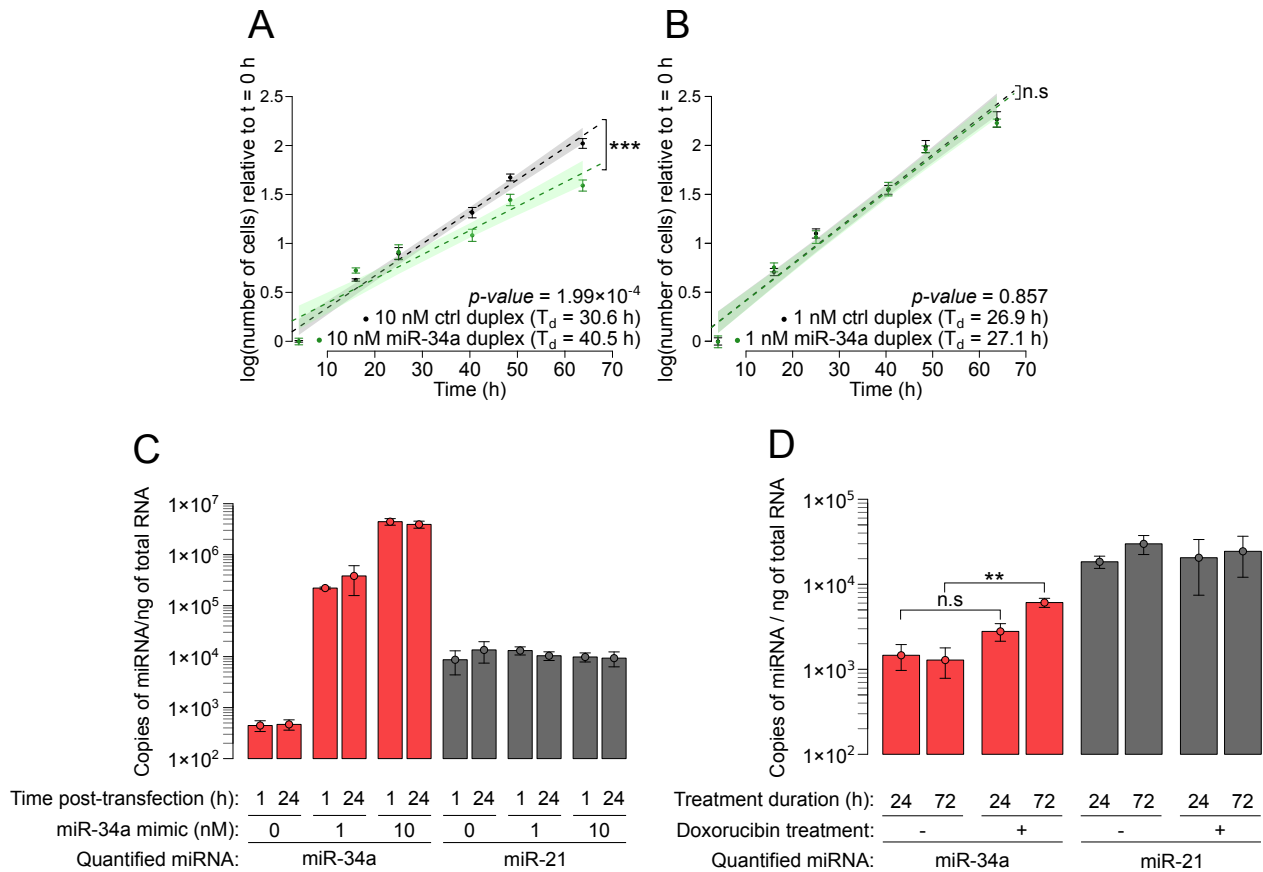 A
B
log(number of cells) relative to t = 0 h
2.5
2
1.5
1
0.5
0
***
p-value = 1.99×10⁻⁴
10 nM ctrl duplex (Td = 30.6 h)
10 nM miR-34a duplex (Td = 40.5 h)
10 20 30 40 50 60 70
Time (h)
log(number of cells) relative to t = 0 h
2.5
2
1.5
1
0.5
0
n.s
p-value = 0.857
1 nM ctrl duplex (Td = 26.9 h)
1 nM miR-34a duplex (Td = 27.1 h)
10 20 30 40 50 60 70
Time (h)
C
Copies of miRNA/ng of total RNA
1×10⁷
1×10⁶
1×10⁵
1×10⁴
1×10³
1×10²
Time post-transfection (h): 1 24 1 24 1 24 1 24 1 24 1 24
miR-34a mimic (nM): 0 1 10 0 1 10
Quantified miRNA: miR-34a miR-21
D
Copies of miRNA / ng of total RNA
1×10⁵
1×10⁴
1×10³
1×10²
**
n.s
Treatment duration (h): 24 72 24 72 24 72 24 72
Doxorucibin treatment: - + - +
Quantified miRNA: miR-34a miR-21